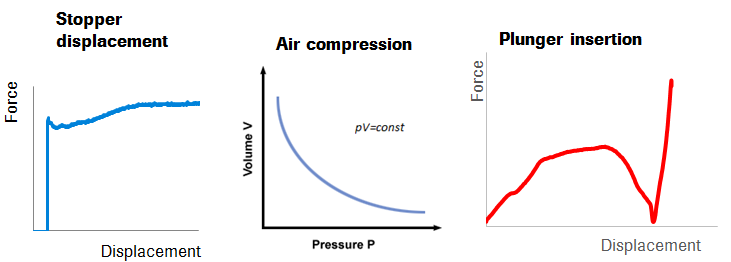 Stopper
displacement
Force
Displacement
Air compression
Volume V
pV=const
Pressure P
Plunger insertion
Force
Displacement